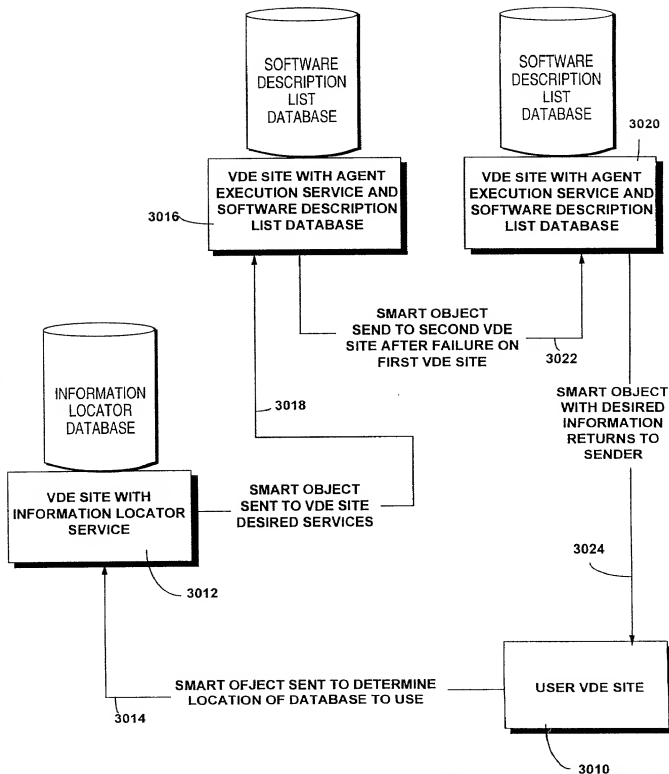 SOFTWARE
DESCRIPTION
LIST
DATABASE
SOFTWARE
DESCRIPTION
LIST
DATABASE
3020
VDE SITE WITH AGENT
EXECUTION SERVICE AND
SOFTWARE DESCRIPTION
LIST DATABASE
3016
VDE SITE WITH AGENT
EXECUTION SERVICE AND
SOFTWARE DESCRIPTION
LIST DATABASE
SMART OBJECT
SEND TO SECOND VDE
SITE AFTER FAILURE ON
FIRST VDE SITE
3022
INFORMATION
LOCATOR
DATABASE
3018
SMART OBJECT
WITH DESIRED
INFORMATION
RETURNS TO
SENDER
VDE SITE WITH
INFORMATION LOCATOR
SERVICE
SMART OBJECT
SENT TO VDE SITE
DESIRED SERVICES
3012
3024
SMART OFJECT SENT TO DETERMINE
LOCATION OF DATABASE TO USE
3014
USER VDE SITE
3010